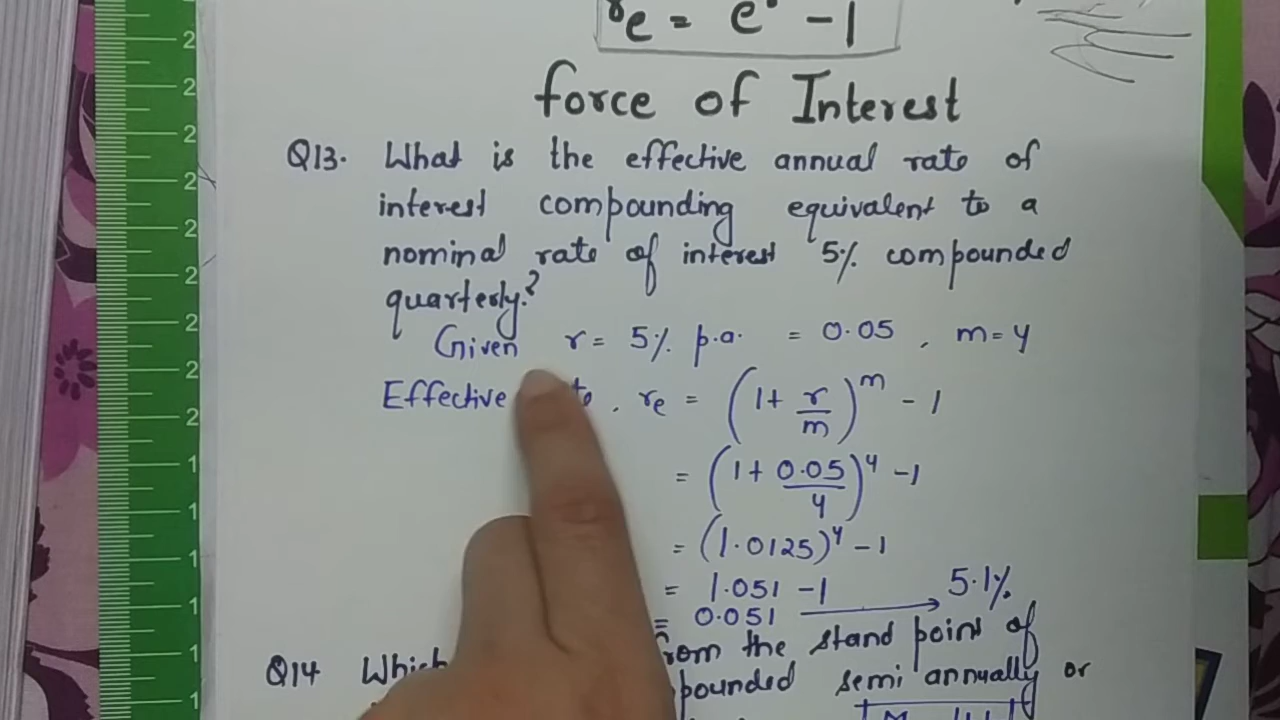 re = e - 1
force of Interest
Q13. What is the effective annual rate of
interest compounding equivalent to a
nominal rate of interest 5% compounded
quarterly?
Given r = 5% p.a. = 0.05, m = 4
Effective , re = (1 + r/m)^m - 1
= (1 + 0.05/4)^4 - 1
= (1.0125)^4 - 1
= 1.051 - 1
= 0.051 → 5.1%
Q14 Which from the stand point of
semi annually or